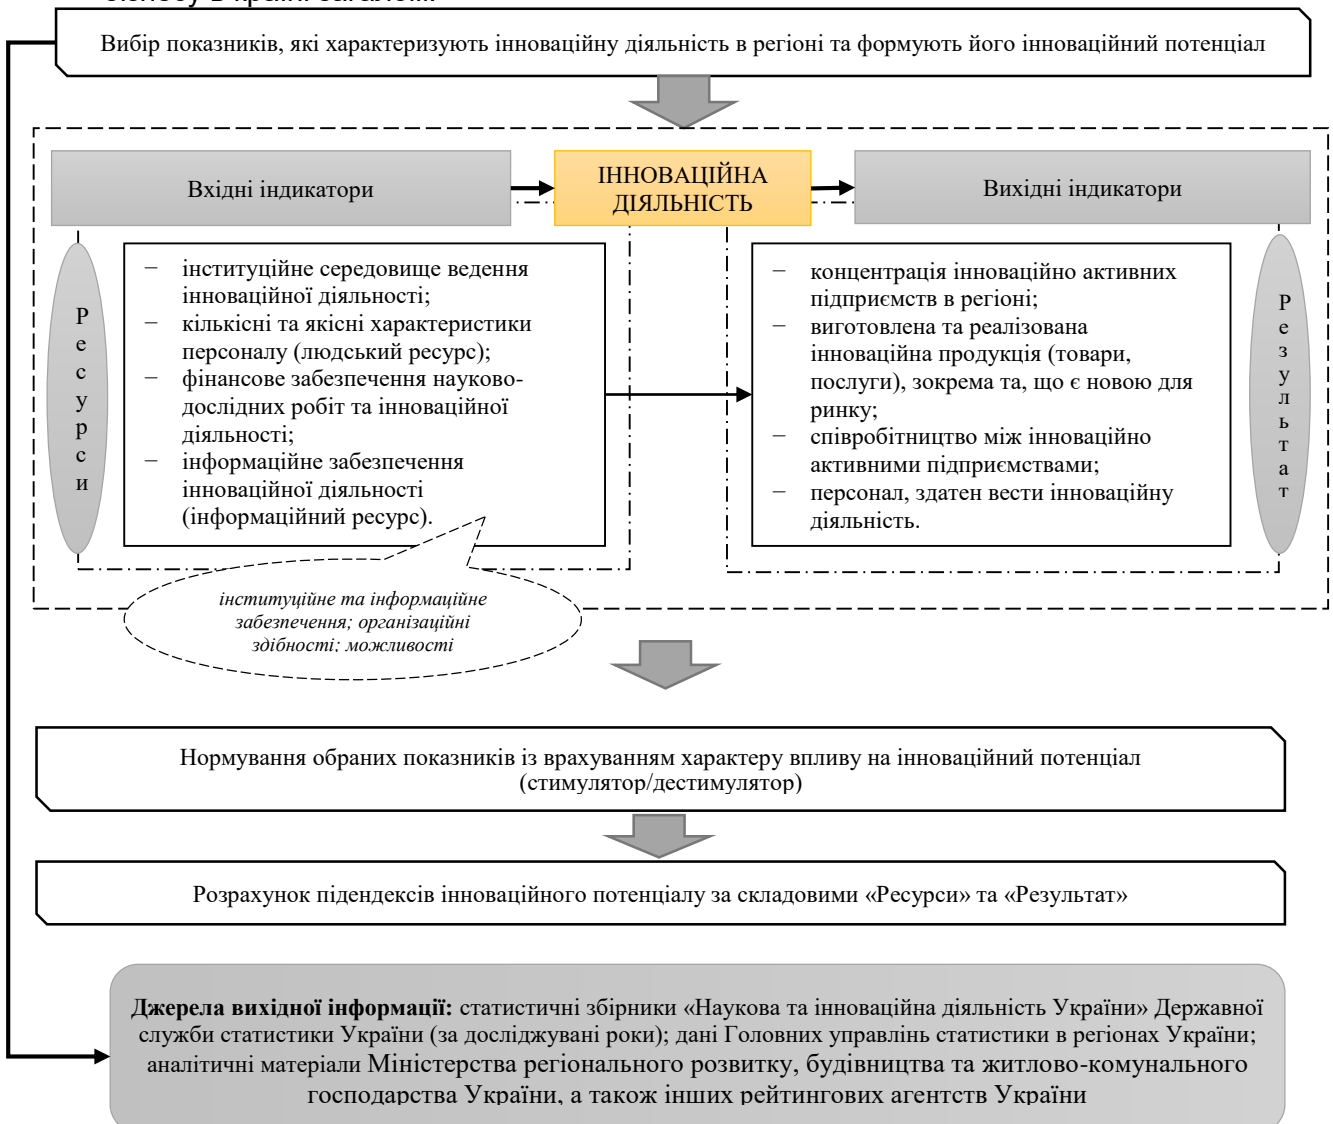 Вибір показників, які характеризують інноваційну діяльність в регіоні та формують його інноваційний потенціал
Вхідні індикатори
ІННОВАЦІЙНА
ДІЯЛЬНІСТЬ
Вихідні індикатори
Ресурси
− інституційне середовище ведення
інноваційної діяльності;
− кількісні та якісні характеристики
персоналу (людський ресурс);
− фінансове забезпечення науково-
дослідних робіт та інноваційної
діяльності;
− інформаційне забезпечення
інноваційної діяльності
(інформаційний ресурс).
− концентрація інноваційно активних
підприємств в регіоні;
− виготовлена та реалізована
інноваційна продукція (товари,
послуги), зокрема та, що є новою для
ринку;
− співробітництво між інноваційно
активними підприємствами;
− персонал, здатен вести інноваційну
діяльність.
Результат
інституційне та інформаційне
забезпечення; організаційні
здібності; можливості
Нормування обраних показників із врахуванням характеру впливу на інноваційний потенціал
(стимулятор/дестимулятор)
Розрахунок підендексів інноваційного потенціалу за складовими «Ресурси» та «Результат»
Джерела вихідної інформації: статистичні збірники «Наукова та інноваційна діяльність України» Державної
служби статистики України (за досліджувані роки); дані Головних управлінь статистики в регіонах України;
аналітичні матеріали Міністерства регіонального розвитку, будівництва та житлово-комунального
господарства України, а також інших рейтингових агентств України